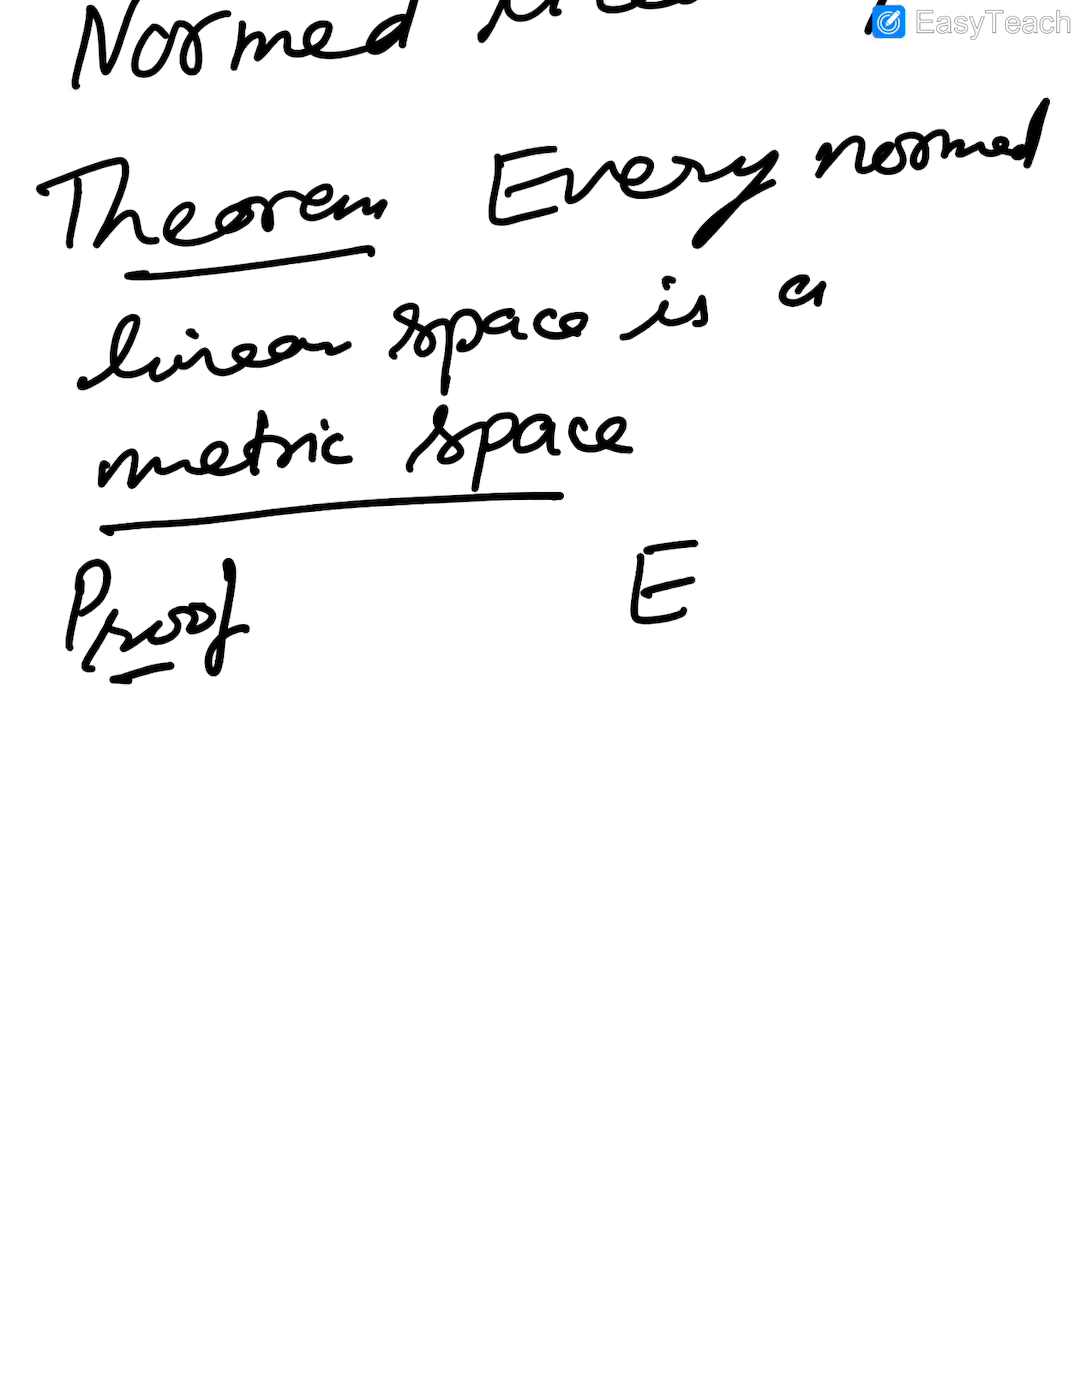 EasyTeach
Normed
Theorem Every normed
linear space is a
metric space
Proof E